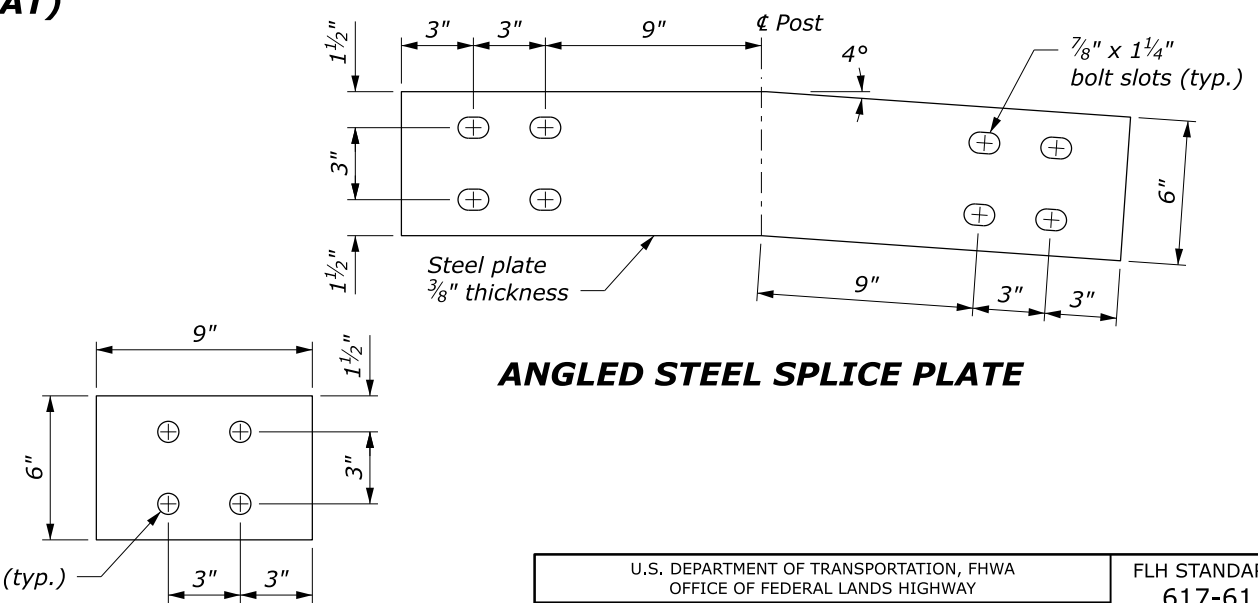 AT)
1½"
3"
3"
9"
℄ Post
4°
⅞" x 1¼"
bolt slots (typ.)
3"
6"
1½"
Steel plate
⅜" thickness
9"
3"
3"
ANGLED STEEL SPLICE PLATE
9"
1½"
6"
3"
(typ.)
3"
3"
U.S. DEPARTMENT OF TRANSPORTATION, FHWA
OFFICE OF FEDERAL LANDS HIGHWAY
FLH STANDAR
617-61